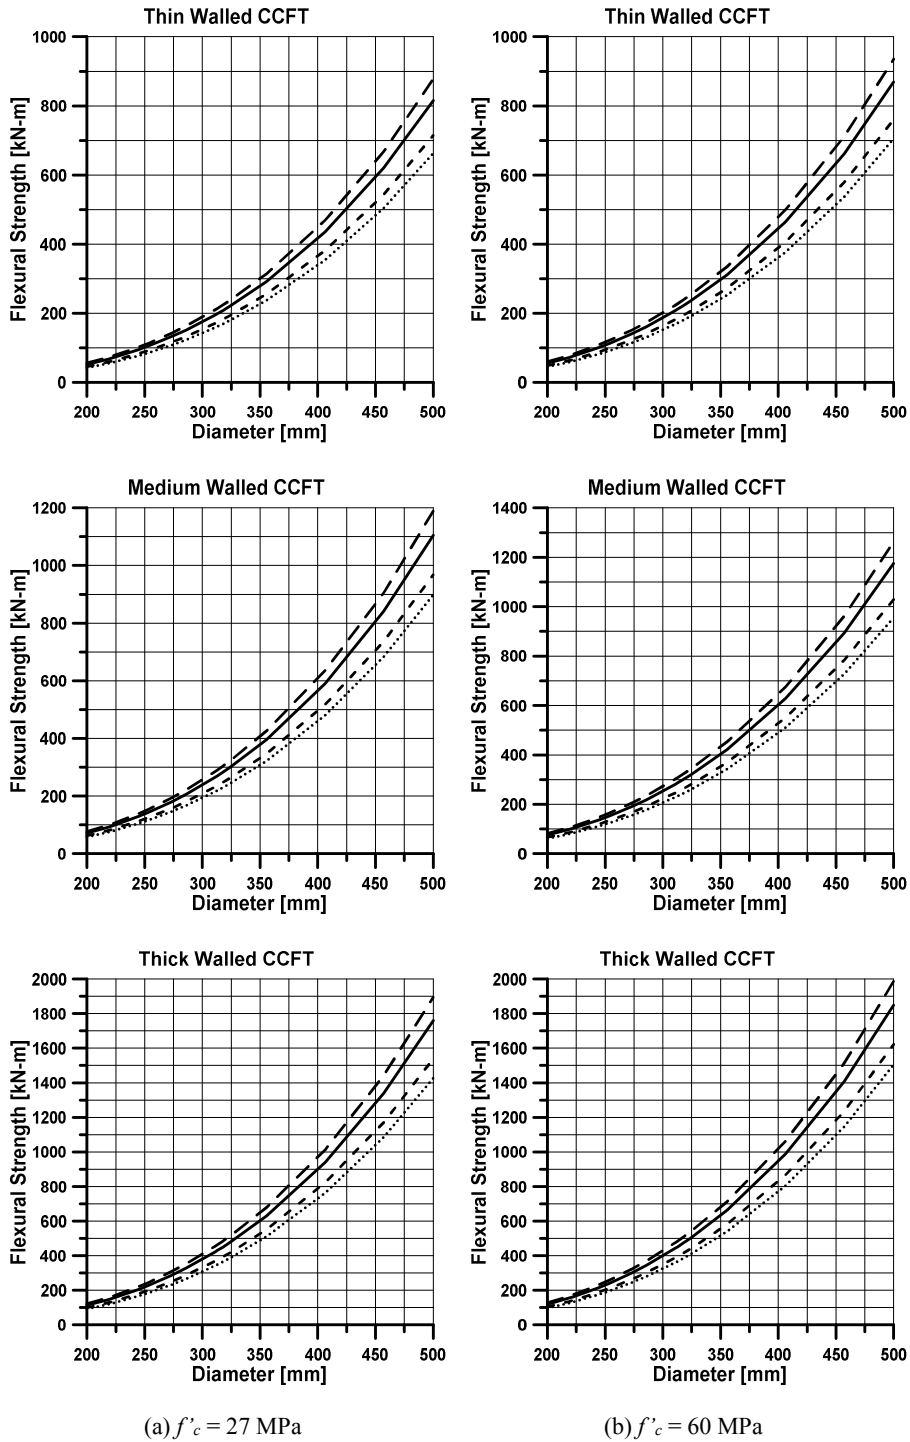 Thin Walled CCFT
1000
800
600
400
200
0
Flexural Strength [kN-m]
200 250 300 350 400 450 500
Diameter [mm]
Thin Walled CCFT
1000
800
600
400
200
0
Flexural Strength [kN-m]
200 250 300 350 400 450 500
Diameter [mm]
Medium Walled CCFT
1200
1000
800
600
400
200
0
Flexural Strength [kN-m]
200 250 300 350 400 450 500
Diameter [mm]
Medium Walled CCFT
1400
1200
1000
800
600
400
200
0
Flexural Strength [kN-m]
200 250 300 350 400 450 500
Diameter [mm]
Thick Walled CCFT
2000
1800
1600
1400
1200
1000
800
600
400
200
0
Flexural Strength [kN-m]
200 250 300 350 400 450 500
Diameter [mm]
Thick Walled CCFT
2000
1800
1600
1400
1200
1000
800
600
400
200
0
Flexural Strength [kN-m]
200 250 300 350 400 450 500
Diameter [mm]
(a) f’c = 27 MPa
(b) f’c = 60 MPa